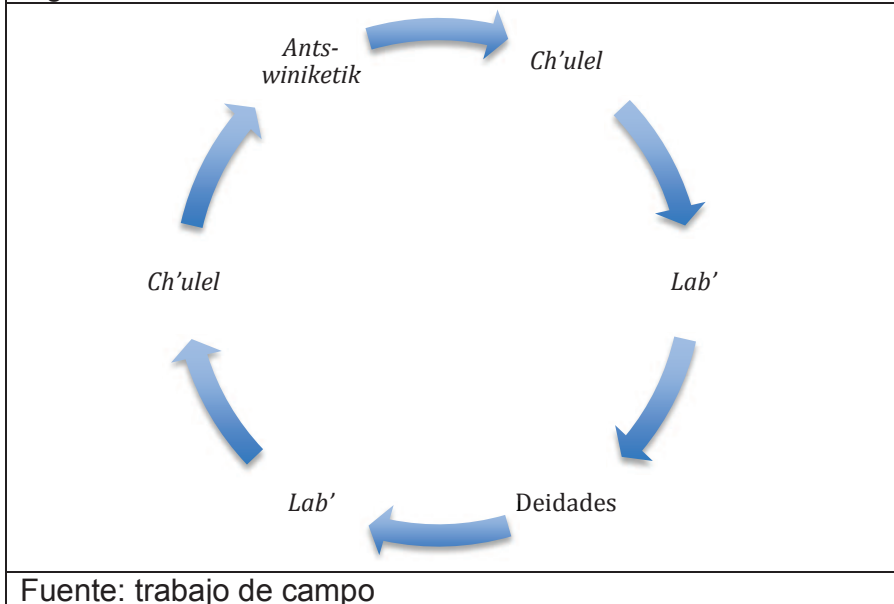 Ants-
winiketik
Ch’ulel
Lab’
Deidades
Lab’
Ch’ulel
Fuente: trabajo de campo